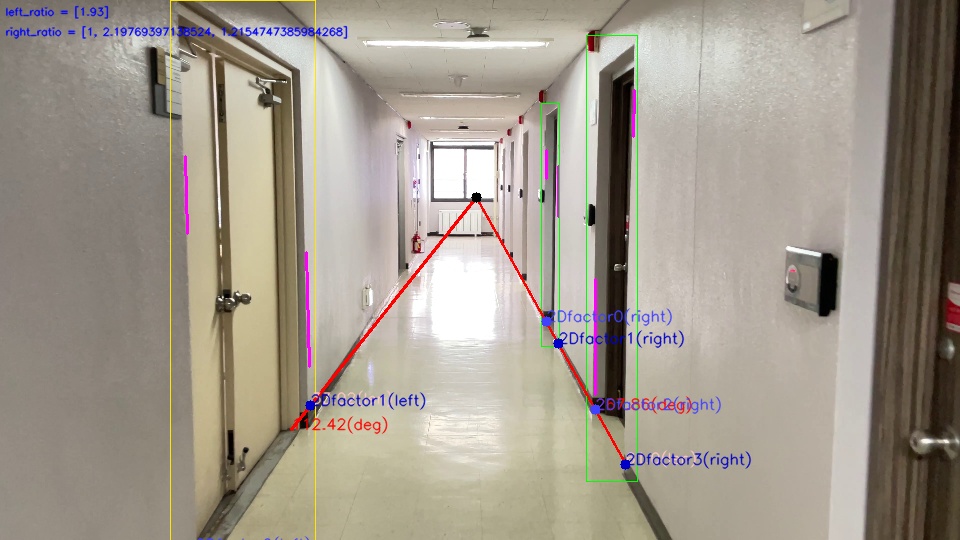 left_ratio = [1.93]
right_ratio = [1, 2.19769397138524, 1.2154747385984268]
2Dfactor0(right)
2Dfactor1(right)
2Dfactor1(left)
12.42(deg)
2Dfactor3(right)